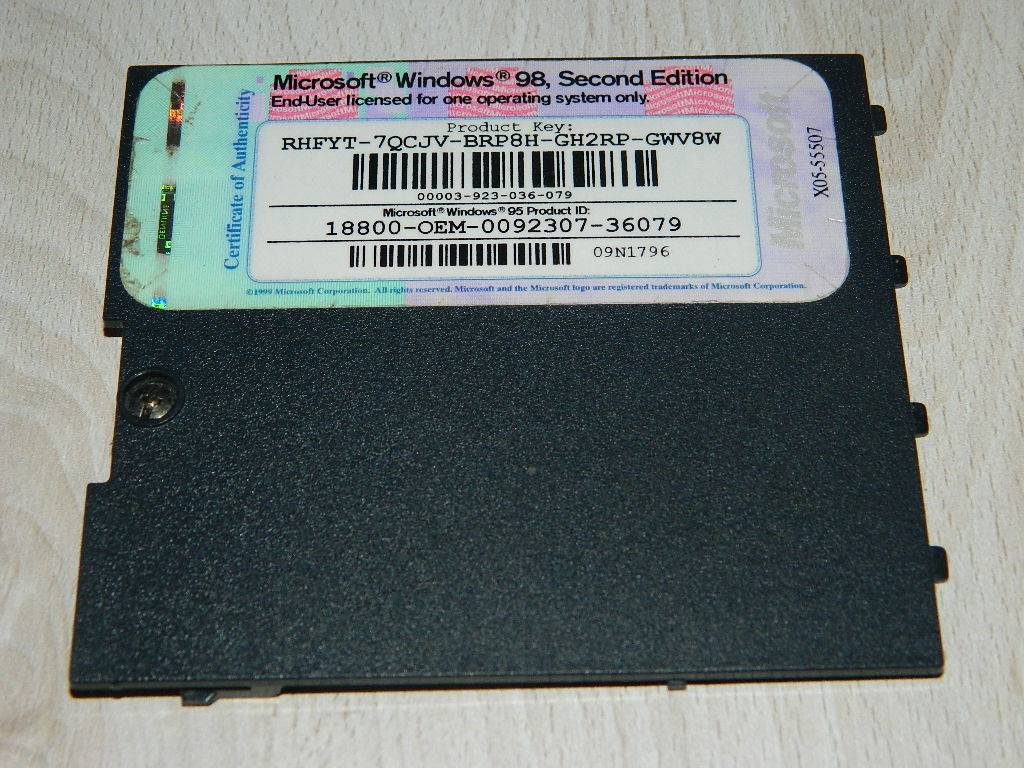 Microsoft® Windows® 98, Second Edition
End-User licensed for one operating system only.
Certificate of Authenticity
Product Key:
RHFYT-7QCJV-BRP8H-GH2RP-GWV8W
00003-923-036-079
Microsoft® Windows® 95 Product ID:
18800-OEM-0092307-36079
09N1796
©1999 Microsoft Corporation. All rights reserved. Microsoft and the Microsoft logo are registered trademarks of Microsoft Corporation.
Microsoft
X05-55507